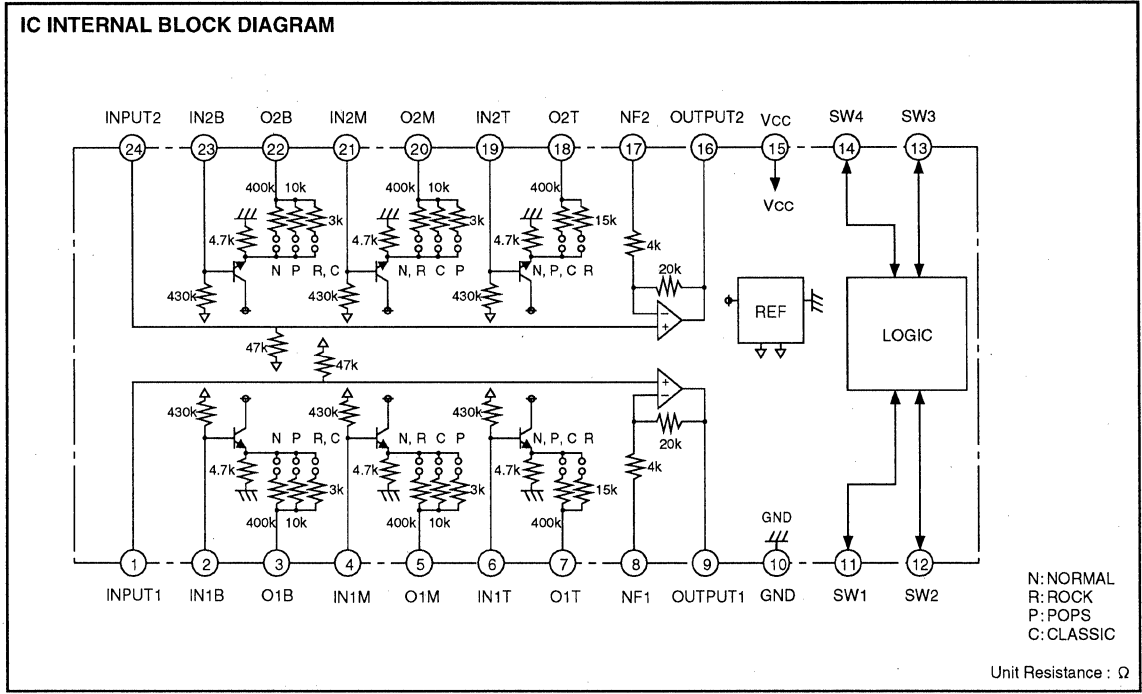 IC INTERNAL BLOCK DIAGRAM
INPUT2 IN2B O2B IN2M O2M IN2T O2T NF2 OUTPUT2 VCC SW4 SW3
24 23 22 21 20 19 18 17 16 15 14 13
400k 10k 400k 10k 400k VCC
3k 3k 15k
4.7k 4.7k 4.7k 4k
N P R, C N, R C P N, P, C R 20k
430k 430k 430k
− +
REF
LOGIC
47k
47k
+ −
430k 430k 430k
N P R, C N, R C P N, P, C R 20k
4.7k 4.7k 4.7k 4k
3k 3k 15k
400k 10k 400k 10k 400k GND
1 2 3 4 5 6 7 8 9 10 11 12
INPUT1 IN1B O1B IN1M O1M IN1T O1T NF1 OUTPUT1 GND SW1 SW2
N: NORMAL
R: ROCK
P: POPS
C: CLASSIC
Unit Resistance : Ω